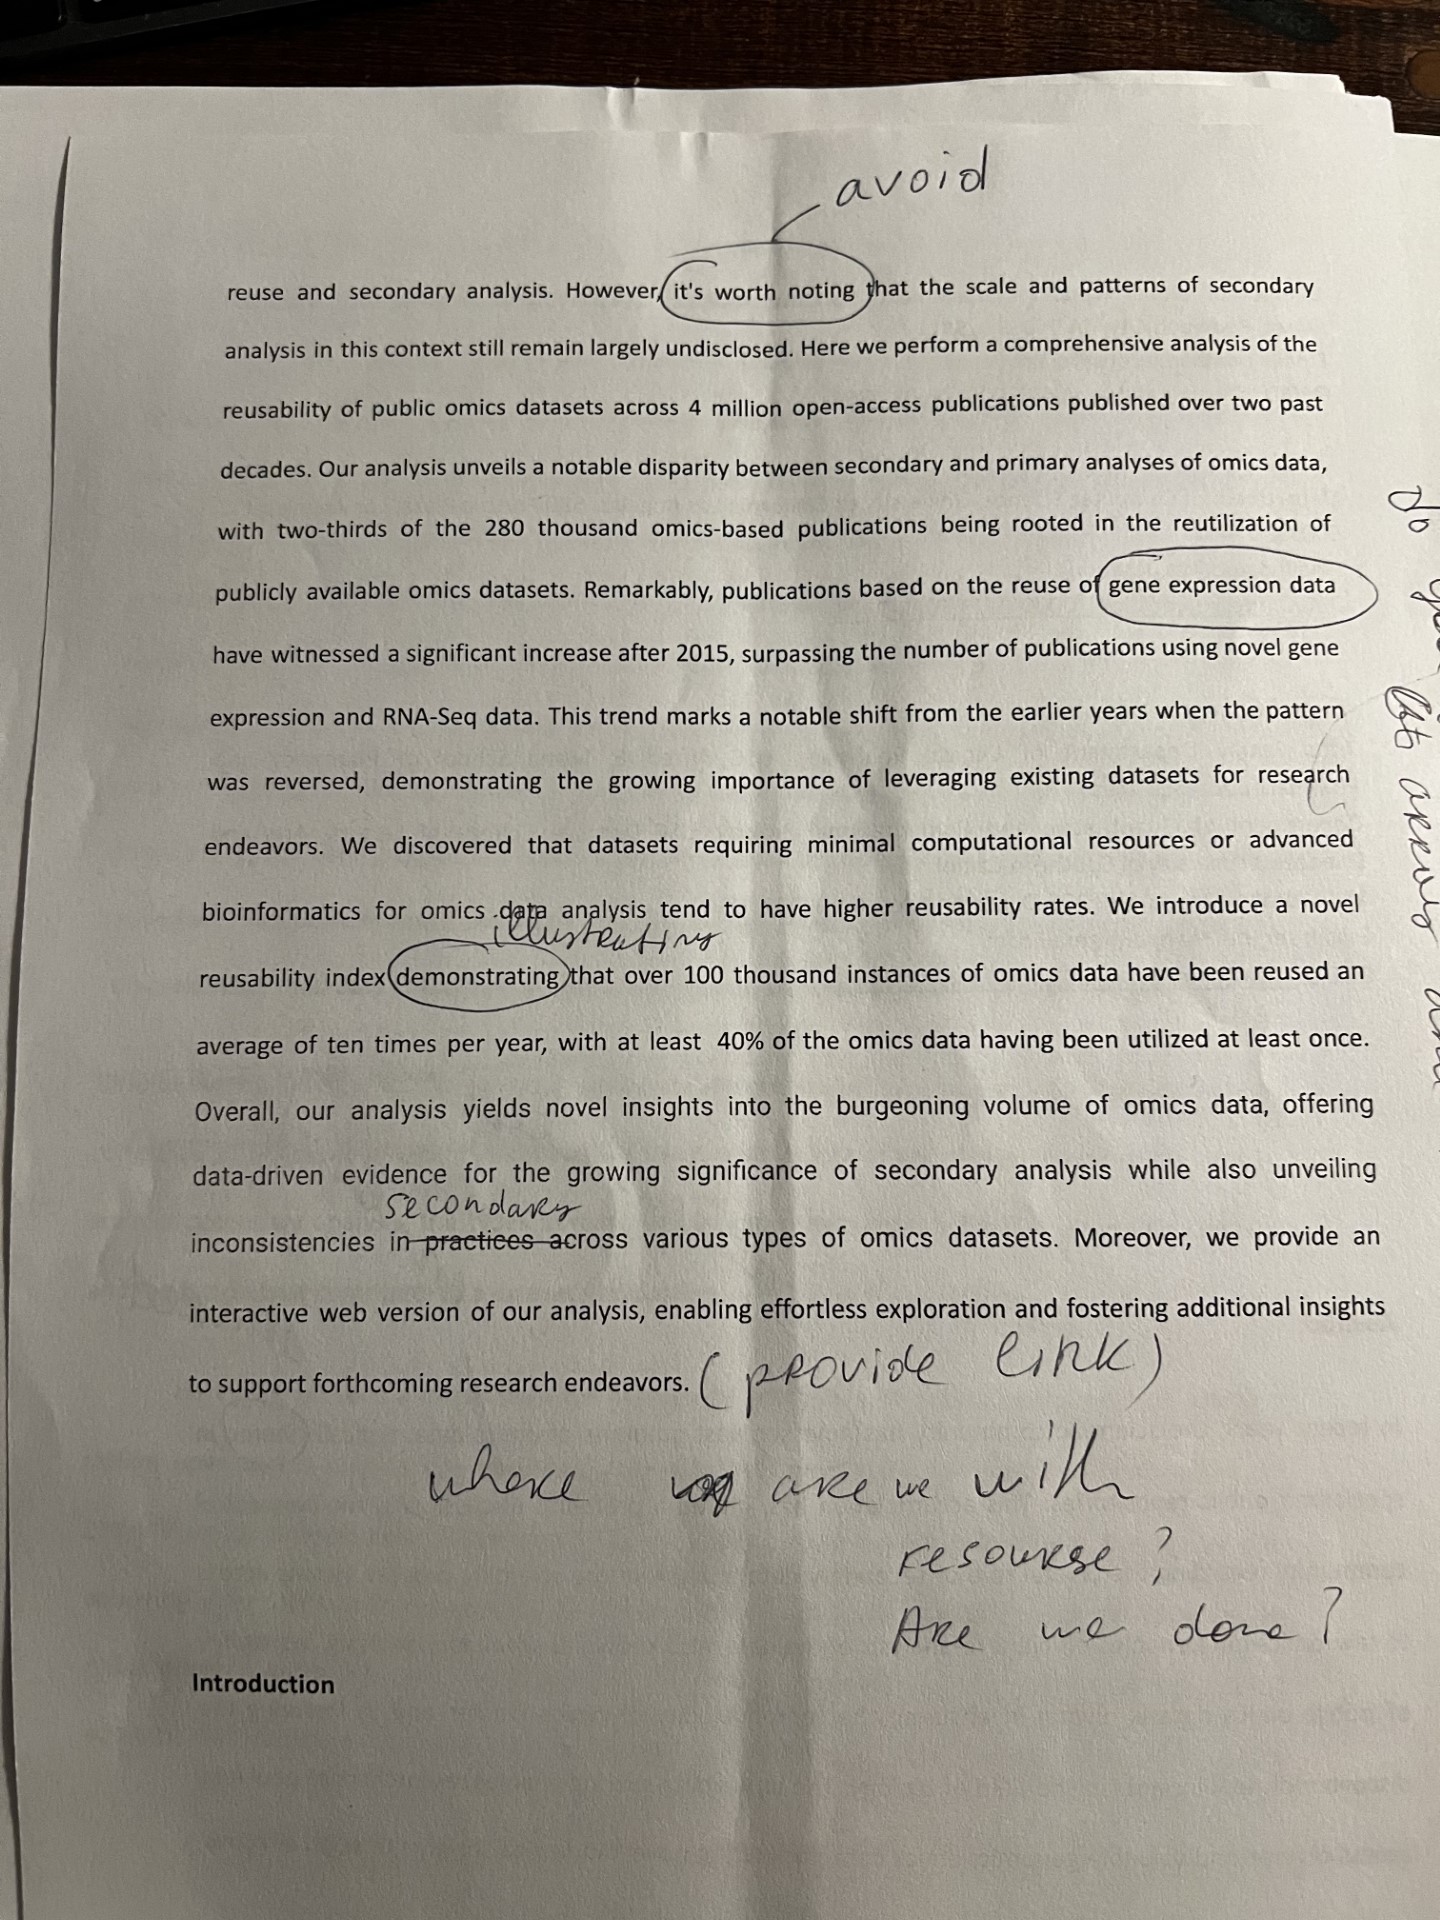 avoid
reuse and secondary analysis. However, it's worth noting that the scale and patterns of secondary
analysis in this context still remain largely undisclosed. Here we perform a comprehensive analysis of the
reusability of public omics datasets across 4 million open-access publications published over two past
decades. Our analysis unveils a notable disparity between secondary and primary analyses of omics data,
with two-thirds of the 280 thousand omics-based publications being rooted in the reutilization of
publicly available omics datasets. Remarkably, publications based on the reuse of gene expression data
have witnessed a significant increase after 2015, surpassing the number of publications using novel gene
expression and RNA-Seq data. This trend marks a notable shift from the earlier years when the pattern
was reversed, demonstrating the growing importance of leveraging existing datasets for research
endeavors. We discovered that datasets requiring minimal computational resources or advanced
bioinformatics for omics data analysis tend to have higher reusability rates. We introduce a novel
illustrating
reusability index demonstrating that over 100 thousand instances of omics data have been reused an
average of ten times per year, with at least 40% of the omics data having been utilized at least once.
Overall, our analysis yields novel insights into the burgeoning volume of omics data, offering
data-driven evidence for the growing significance of secondary analysis while also unveiling
secondary
inconsistencies in practices across various types of omics datasets. Moreover, we provide an
interactive web version of our analysis, enabling effortless exploration and fostering additional insights
to support forthcoming research endeavors. (provide link)
where are we with
resourse?
Are we done?
Introduction
do
arrays